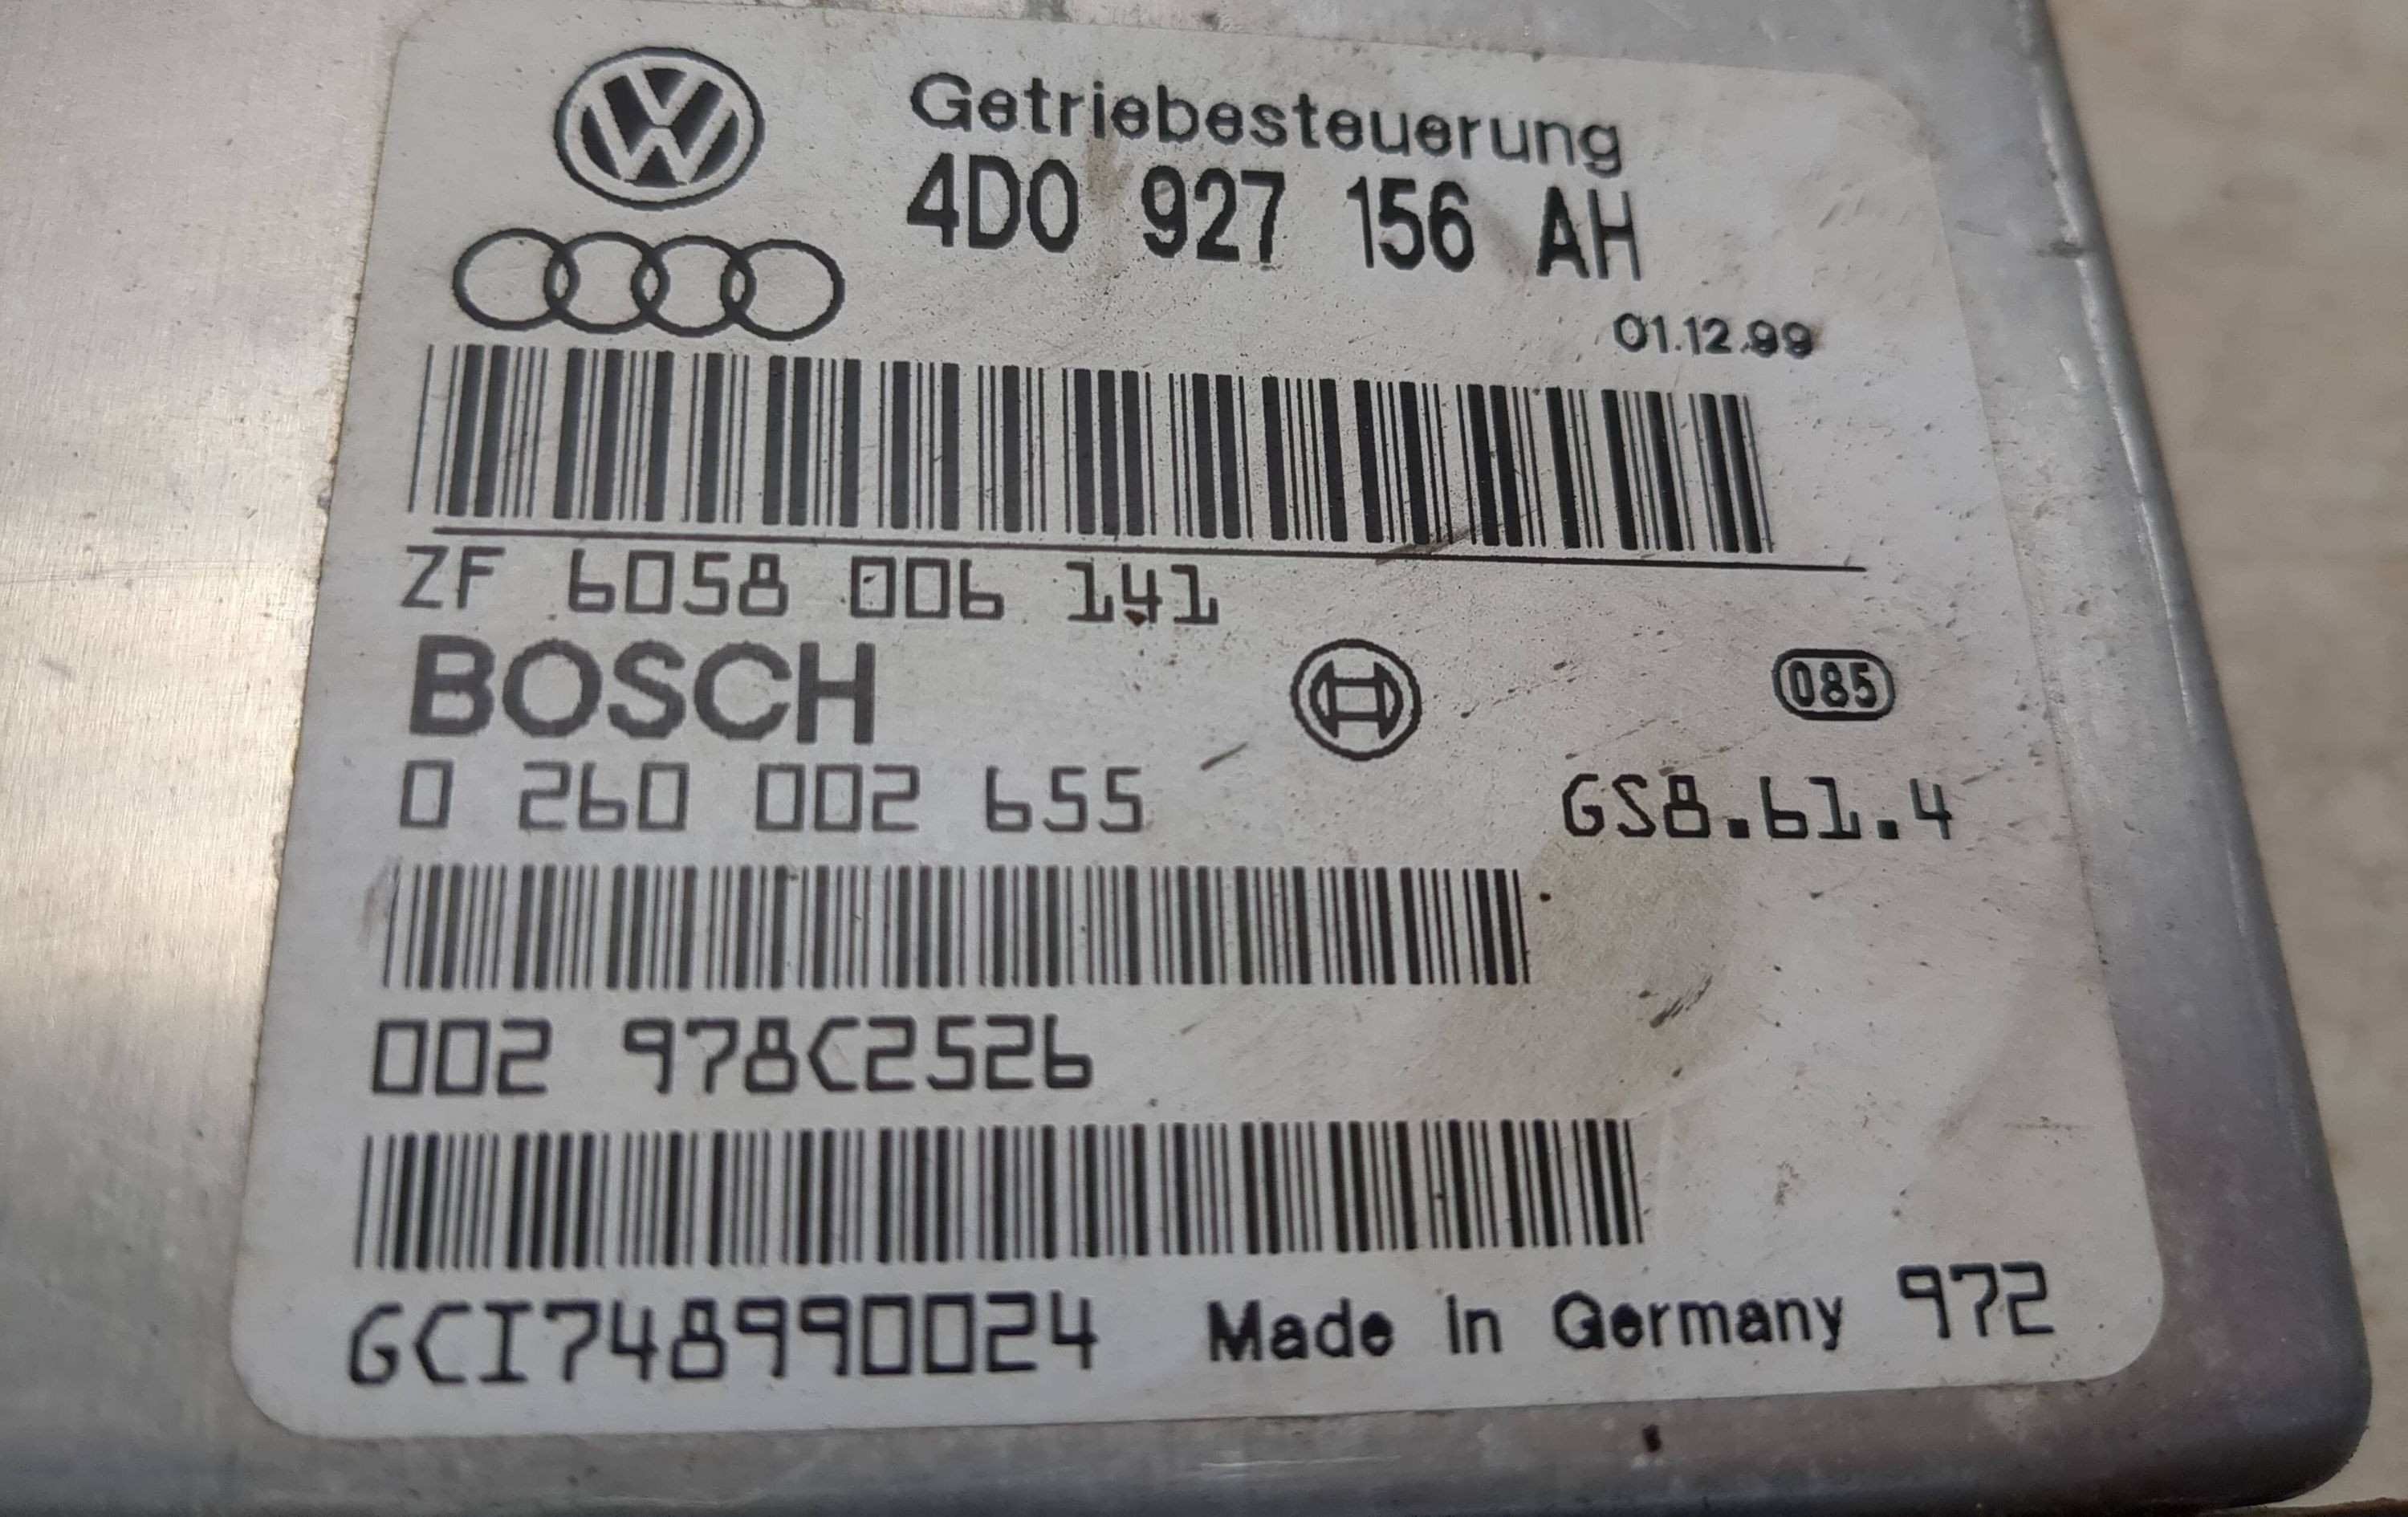 Getriebesteuerung
4D0 927 156 AH
01.12.99
ZF 6058 006 141
BOSCH
085
0 260 002 655
GS8.61.4
002 978C2526
GCI748990024 Made in Germany 972